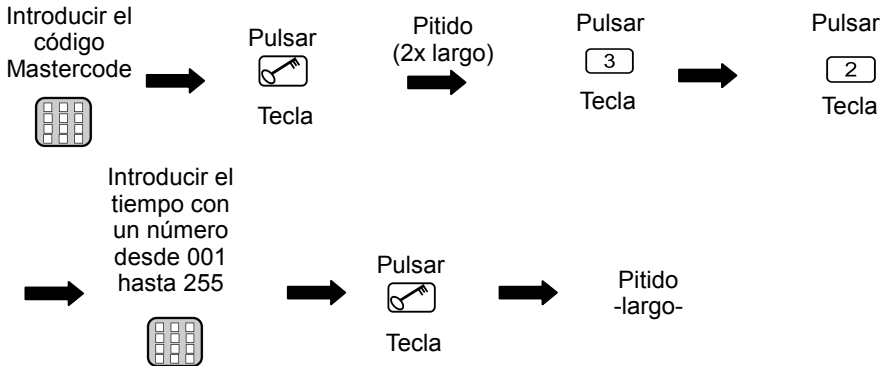 Introducir el
código
Mastercode
Pulsar
Tecla
Pitido
(2x largo)
Pulsar
3
Tecla
Pulsar
2
Tecla
Introducir el
tiempo con
un número
desde 001
hasta 255
Pulsar
Tecla
Pitido
-largo-